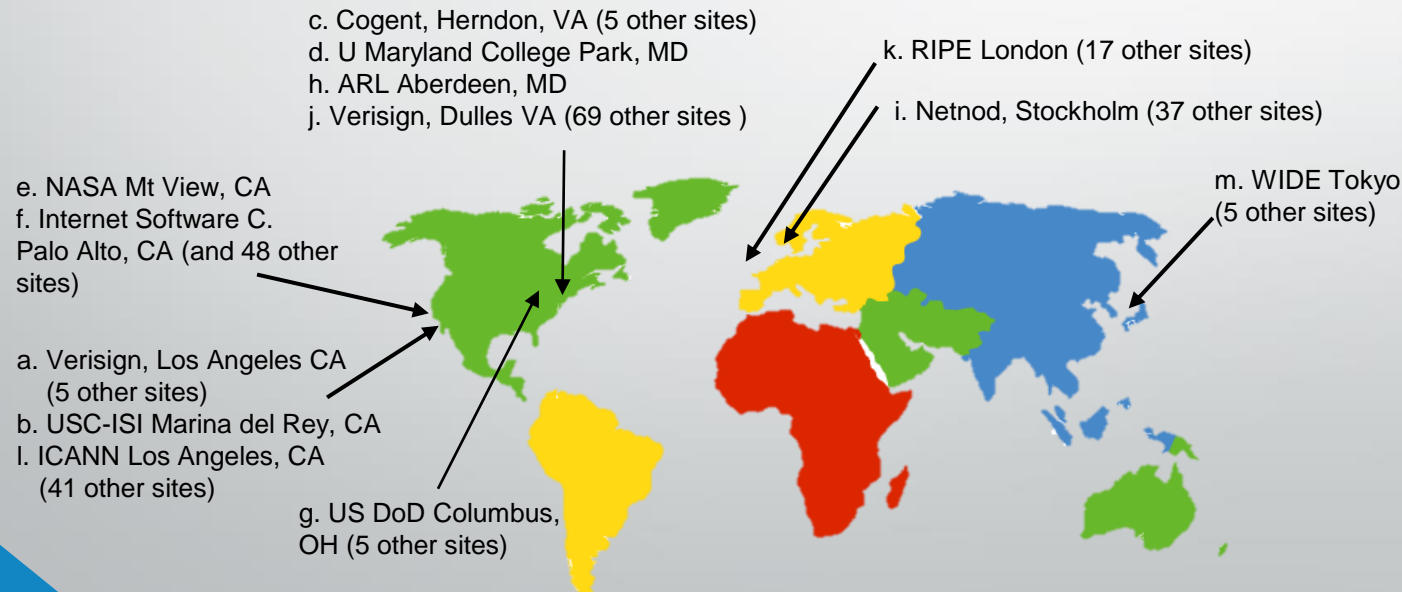 c. Cogent, Herndon, VA (5 other sites)
d. U Maryland College Park, MD
h. ARL Aberdeen, MD
j. Verisign, Dulles VA (69 other sites )
k. RIPE London (17 other sites)
i. Netnod, Stockholm (37 other sites)
m. WIDE Tokyo
(5 other sites)
e. NASA Mt View, CA
f. Internet Software C.
Palo Alto, CA (and 48 other
sites)
a. Verisign, Los Angeles CA
(5 other sites)
b. USC-ISI Marina del Rey, CA
l. ICANN Los Angeles, CA
(41 other sites)
g. US DoD Columbus,
OH (5 other sites)